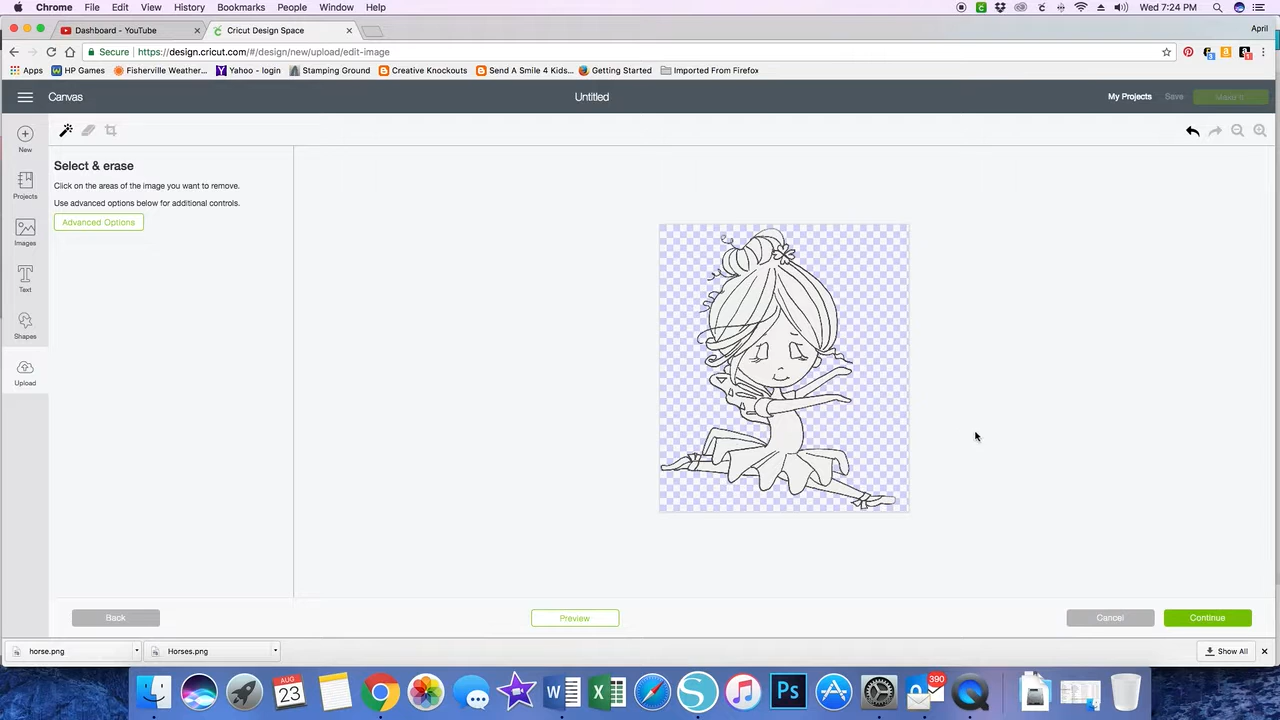 Chrome File Edit View History Bookmarks People Window Help Wed 7:24 PM
Dashboard - YouTube Cricut Design Space April
Secure https://design.cricut.com/#/design/new/upload/edit-image
Apps HP Games Fisherville Weather... Yahoo - login Stamping Ground Creative Knockouts Send A Smile 4 Kids... Getting Started Imported From Firefox
Canvas Untitled My Projects Save
New
Projects
Images
Text
Shapes
Upload
Select & erase
Click on the areas of the image you want to remove.
Use advanced options below for additional controls.
Advanced Options
Back Preview Cancel Continue
horse.png Horses.png Show All
AUG
23
390
Ps